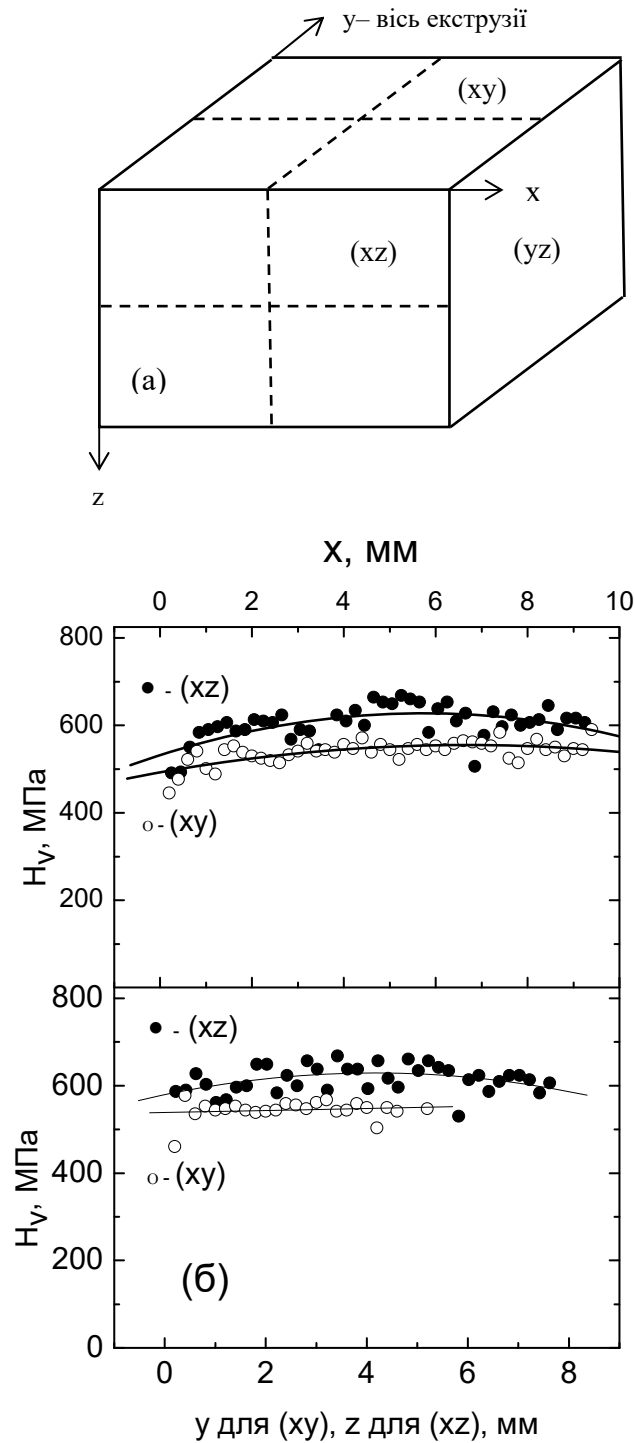 y– вісь екструзії
(xy)
x
(xz)
(yz)
(а)
z
x, мм
0 2 4 6 8 10
800
● - (xz)
600
400
о - (xy)
200
H_V, МПа
800
● - (xz)
600
о - (xy)
400
200
(б)
0
H_V, МПа
0 2 4 6 8
y для (xy), z для (xz), мм